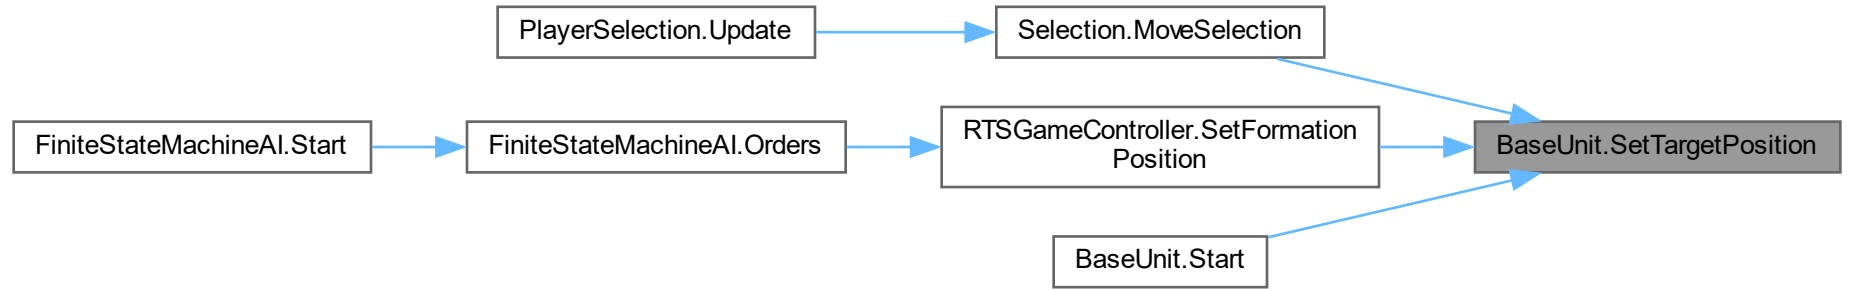 PlayerSelection.Update
Selection.MoveSelection
FiniteStateMachineAI.Start
FiniteStateMachineAI.Orders
RTSGameController.SetFormation
Position
BaseUnit.SetTargetPosition
BaseUnit.Start